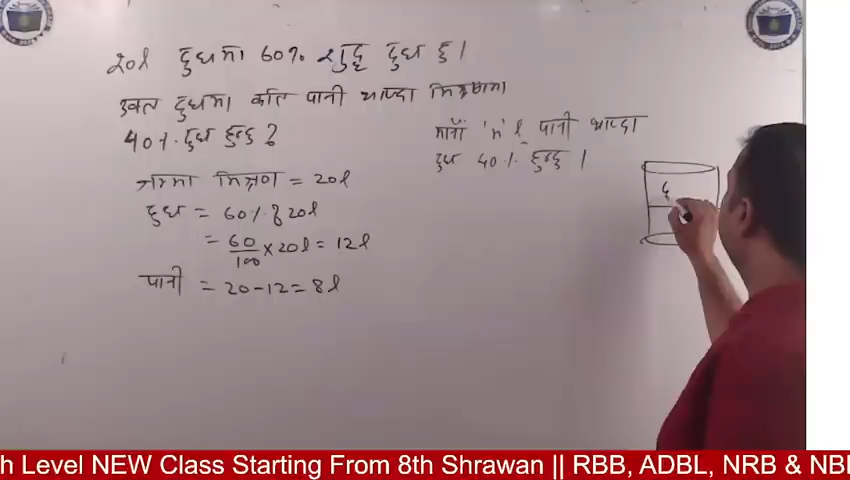 20l दुधमा 60% शुद्ध दुध छ।
उक्त दुधमा कति पानी थप्दा मिश्रणमा
40% दुध हुन्छ ?
जम्मा मिश्रण = 20l
दुध = 60% of 20l
= 60/100 × 20l = 12l
पानी = 20-12 = 8l
मानौं 'n' l पानी थप्दा
दुध 40% हुन्छ ।
h Level NEW Class Starting From 8th Shrawan || RBB, ADBL, NRB & NBI